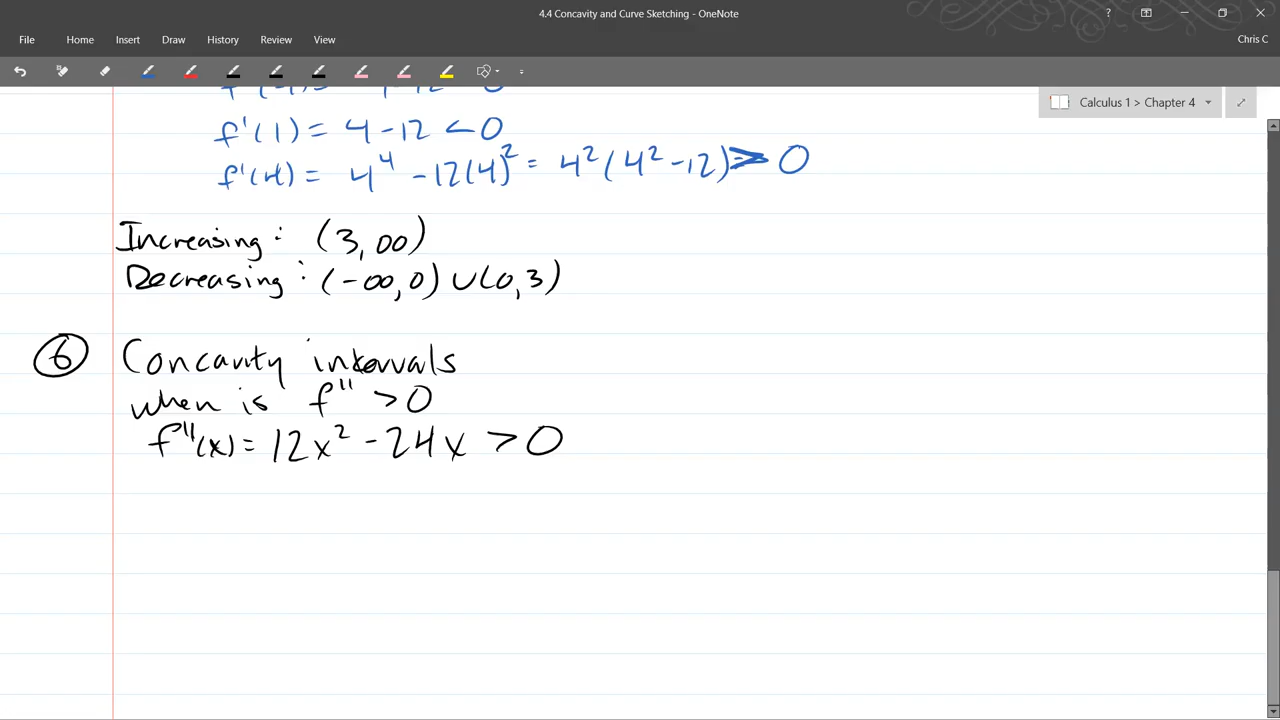 4.4 Concavity and Curve Sketching - OneNote
File Home Insert Draw History Review View
Chris C
Calculus 1 > Chapter 4
f'(1) = 4 - 12 < 0
f'(4) = 4⁴ - 12(4)² = 4²(4² - 12) > 0
Increasing : (3, ∞)
Decreasing : (-∞, 0) ∪ (0, 3)
6 Concavity intervals
when is f'' > 0
f''(x) = 12x² - 24x > 0